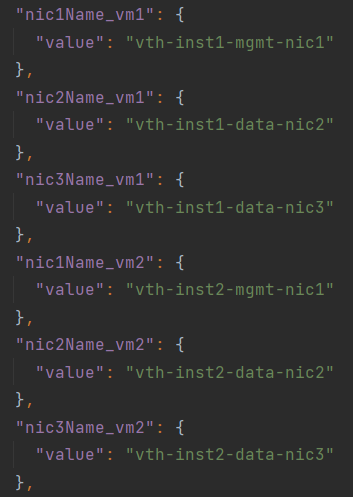 "nic1Name_vm1": {
  "value": "vth-inst1-mgmt-nic1"
},
"nic2Name_vm1": {
  "value": "vth-inst1-data-nic2"
},
"nic3Name_vm1": {
  "value": "vth-inst1-data-nic3"
},
"nic1Name_vm2": {
  "value": "vth-inst2-mgmt-nic1"
},
"nic2Name_vm2": {
  "value": "vth-inst2-data-nic2"
},
"nic3Name_vm2": {
  "value": "vth-inst2-data-nic3"
},